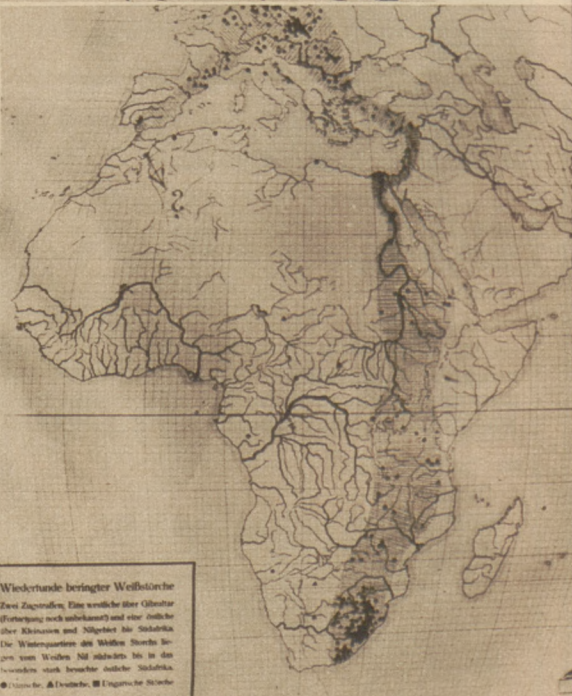 Wiederfunde beringter Weißstörche
Zwei Zugstraßen: Eine westliche über Gibraltar
(Fortsetzung noch unbekannt!) und eine östliche
über Kleinasien und Nilgebiet bis Südafrika.
Die Winterquartiere des Weißen Storchs lie-
gen vom Weißen Nil südwärts bis in das
besonders stark besuchte östliche Südafrika.
Dänische, Deutsche, Ungarische Störche
?